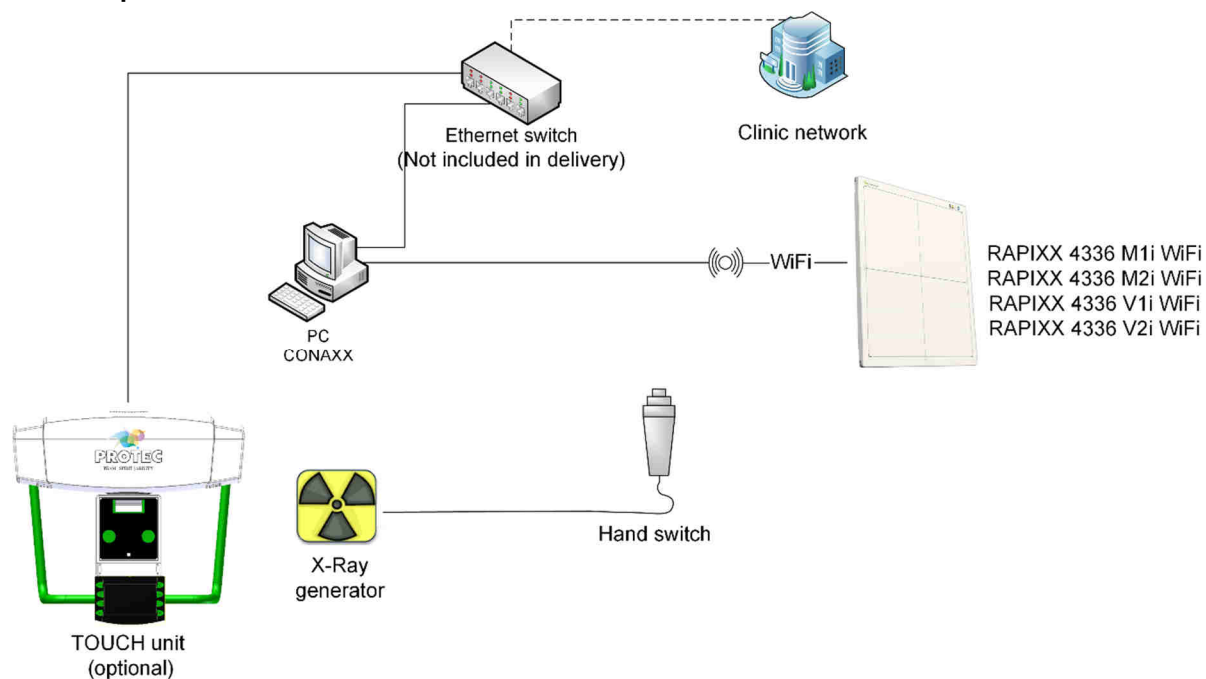 Ethernet switch
(Not included in delivery)
Clinic network
WiFi
RAPIXX 4336 M1i WiFi
RAPIXX 4336 M2i WiFi
RAPIXX 4336 V1i WiFi
RAPIXX 4336 V2i WiFi
PC
CONAXX
PROTEC
Hand switch
X-Ray
generator
TOUCH unit
(optional)